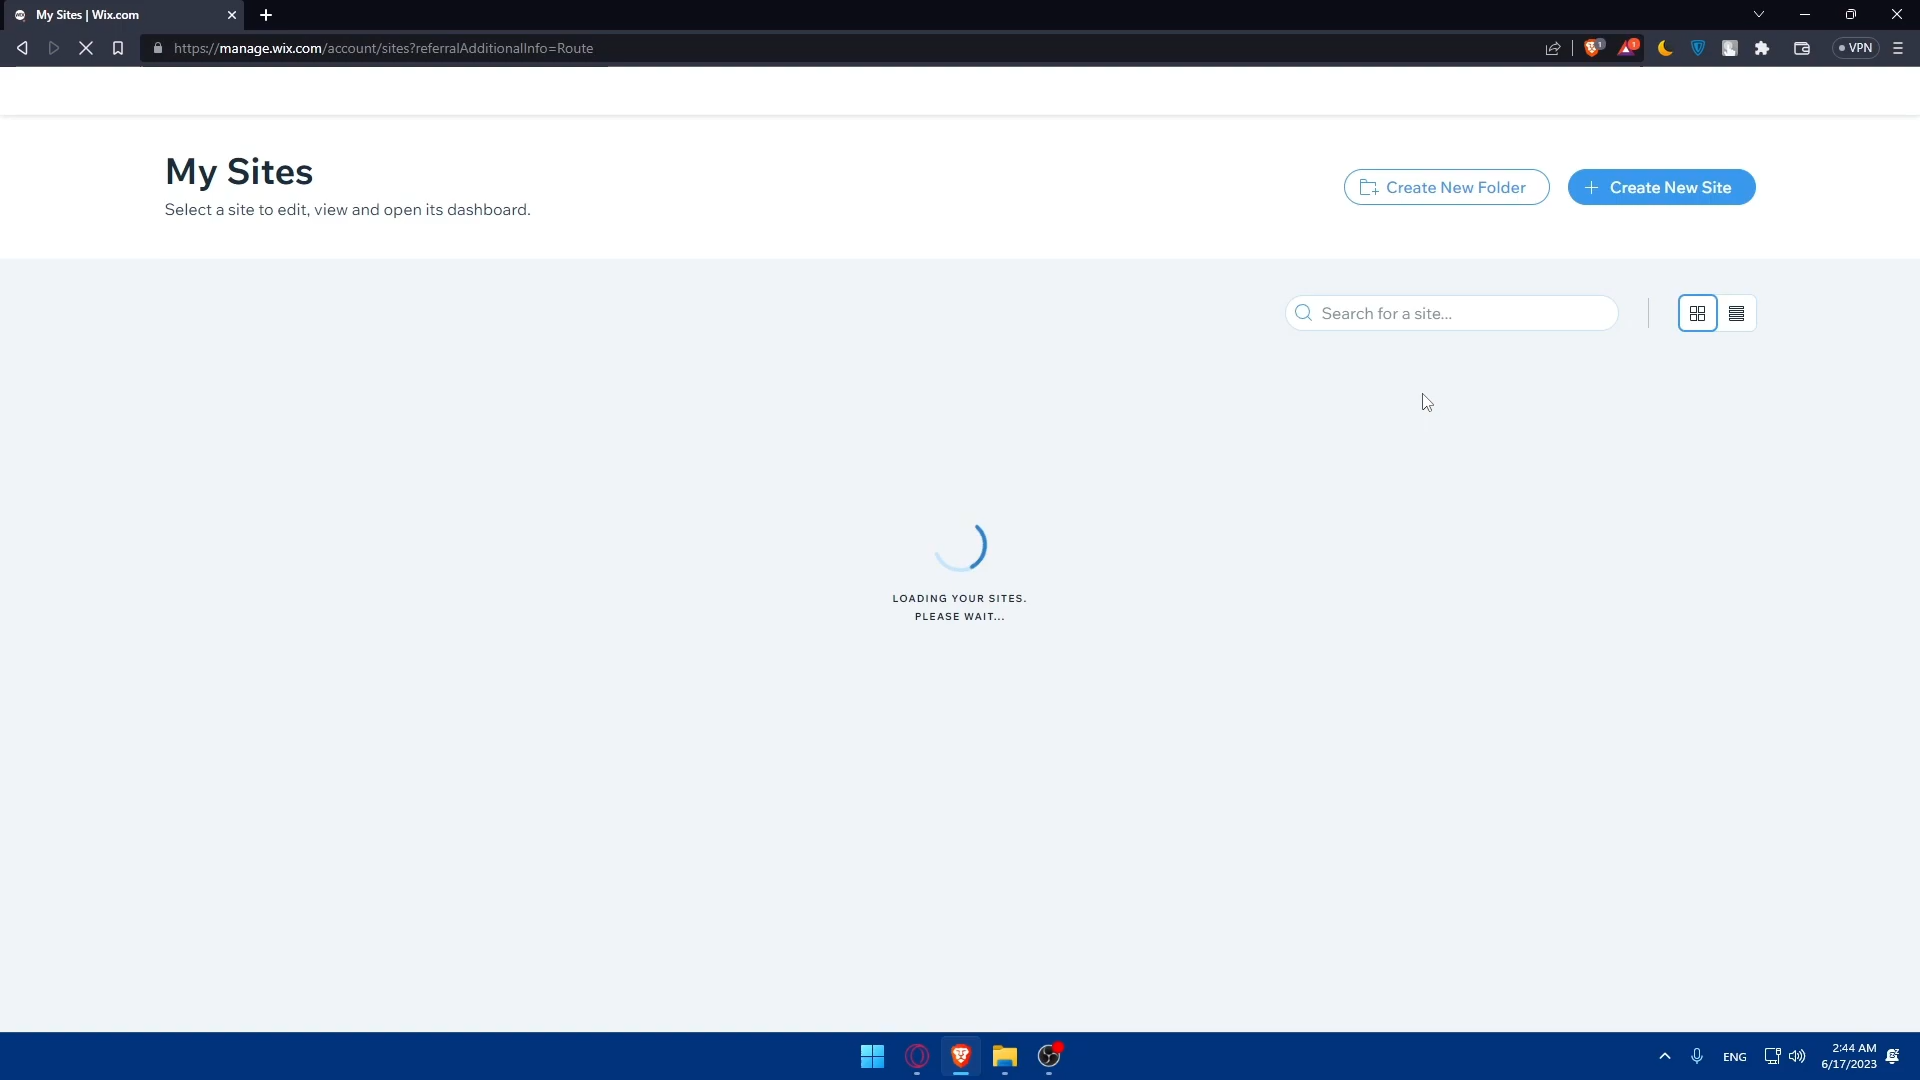 My Sites | Wix.com
https://manage.wix.com/account/sites?referralAdditionalInfo=Route
1
1
VPN
My Sites
Select a site to edit, view and open its dashboard.
Create New Folder
Create New Site
Search for a site...
LOADING YOUR SITES.
PLEASE WAIT...
ENG
2:44 AM
6/17/2023